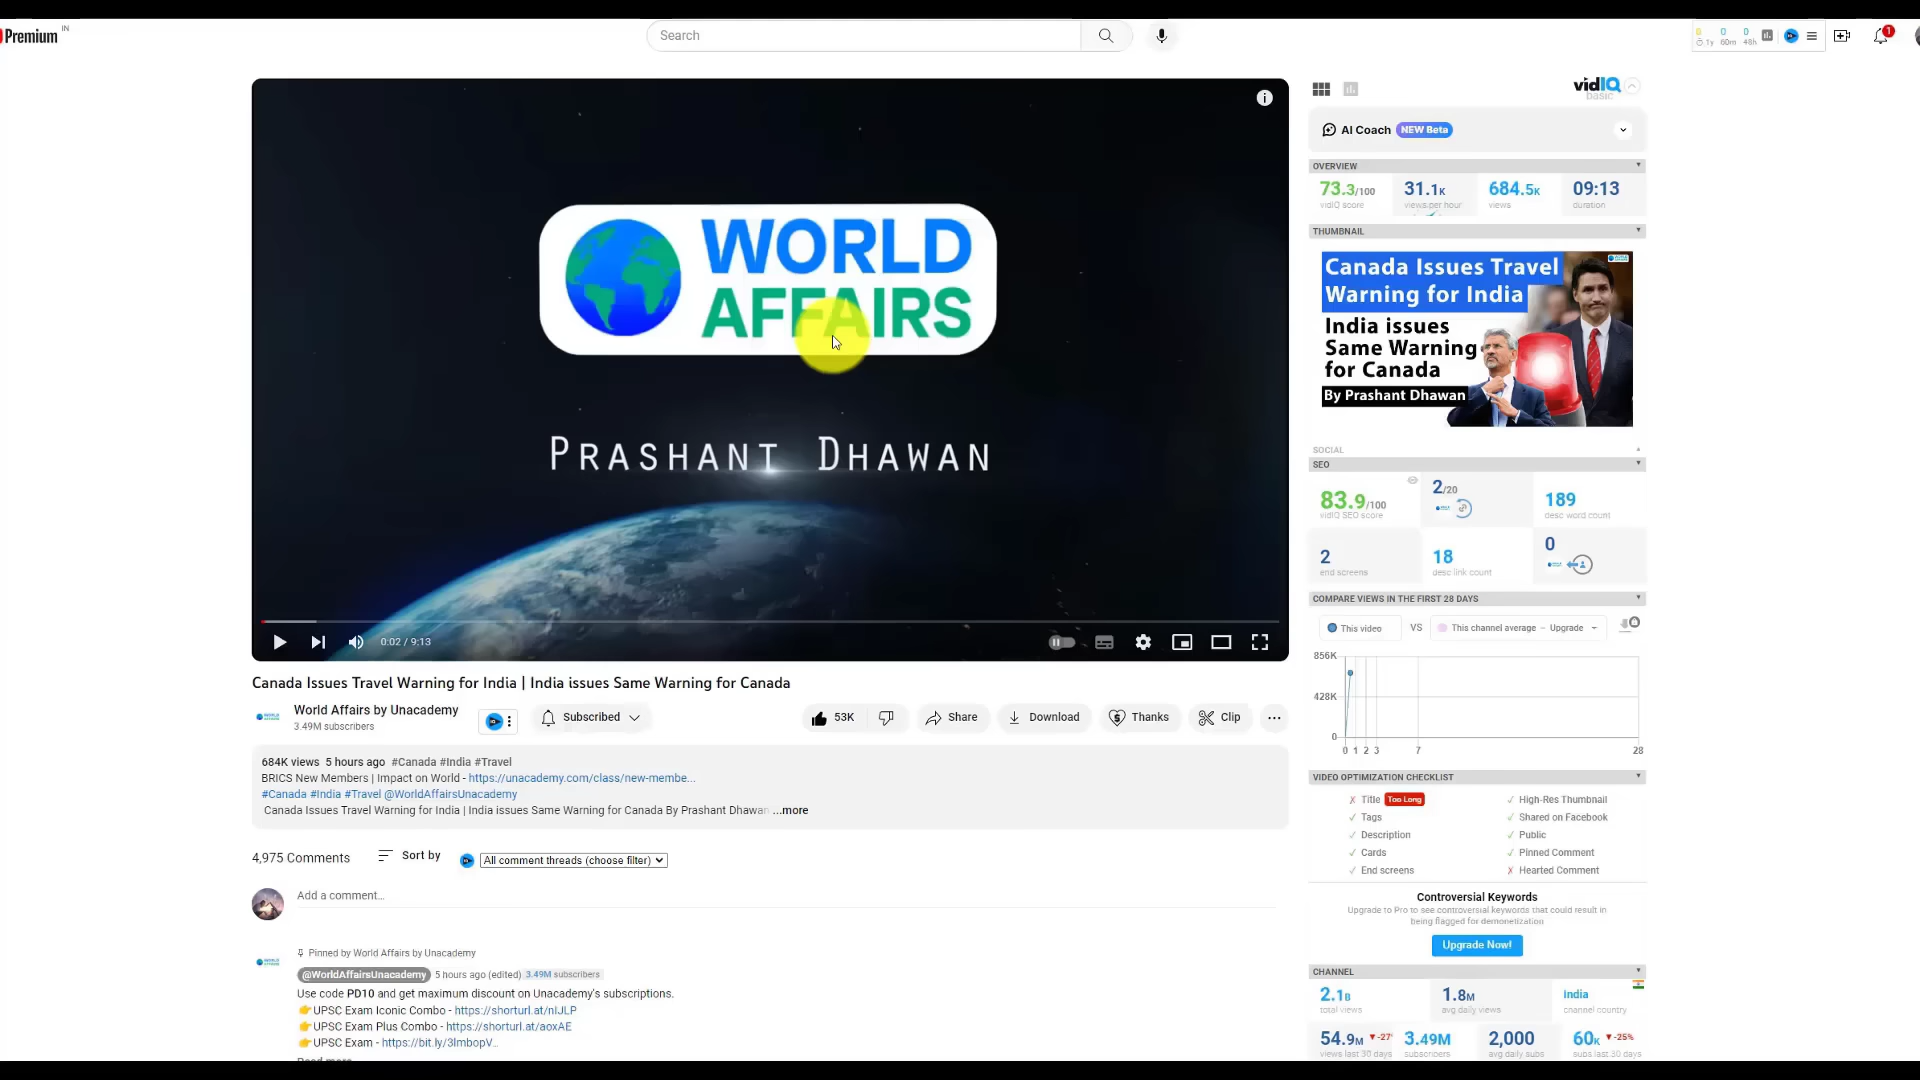 Premium IN
Search
0 0 0
1y 60m 48h
1
WORLD
AFFAIRS
PRASHANT DHAWAN
0:02 / 9:13
Canada Issues Travel Warning for India | India issues Same Warning for Canada
World Affairs by Unacademy
3.49M subscribers
Subscribed
53K
Share
Download
Thanks
Clip
684K views 5 hours ago #Canada #India #Travel
BRICS New Members | Impact on World - https://unacademy.com/class/new-membe...
#Canada #India #Travel @WorldAffairsUnacademy
Canada Issues Travel Warning for India | India issues Same Warning for Canada By Prashant Dhawan ...more
4,975 Comments
Sort by
All comment threads (choose filter)
Add a comment...
Pinned by World Affairs by Unacademy
@WorldAffairsUnacademy 5 hours ago (edited) 3.49M subscribers
Use code PD10 and get maximum discount on Unacademy's subscriptions.
👉UPSC Exam Iconic Combo - https://shorturl.at/nIJLP
👉UPSC Exam Plus Combo - https://shorturl.at/aoxAE
👉UPSC Exam - https://bit.ly/3lmbopV...
vidIQ
basic
AI Coach NEW Beta
OVERVIEW
73.3/100
vidIQ score
31.1K
views per hour
684.5K
views
09:13
duration
THUMBNAIL
Canada Issues Travel
Warning for India
India issues
Same Warning
for Canada
By Prashant Dhawan
SOCIAL
SEO
83.9/100
vidIQ SEO score
2/20
189
desc word count
2
end screens
18
desc link count
0
COMPARE VIEWS IN THE FIRST 28 DAYS
This video VS This channel average – Upgrade
856K
428K
0
0 1 2 3 7 28
VIDEO OPTIMIZATION CHECKLIST
Title Too Long
Tags
Description
Cards
End screens
High-Res Thumbnail
Shared on Facebook
Public
Pinned Comment
Hearted Comment
Controversial Keywords
Upgrade to Pro to see controversial keywords that could result in
being flagged for demonetization
Upgrade Now!
CHANNEL
2.1B
total views
1.8M
avg daily views
India
channel country
54.9M -27
views last 30 days
3.49M
subscribers
2,000
avg daily subs
60K -25%
subs last 30 days